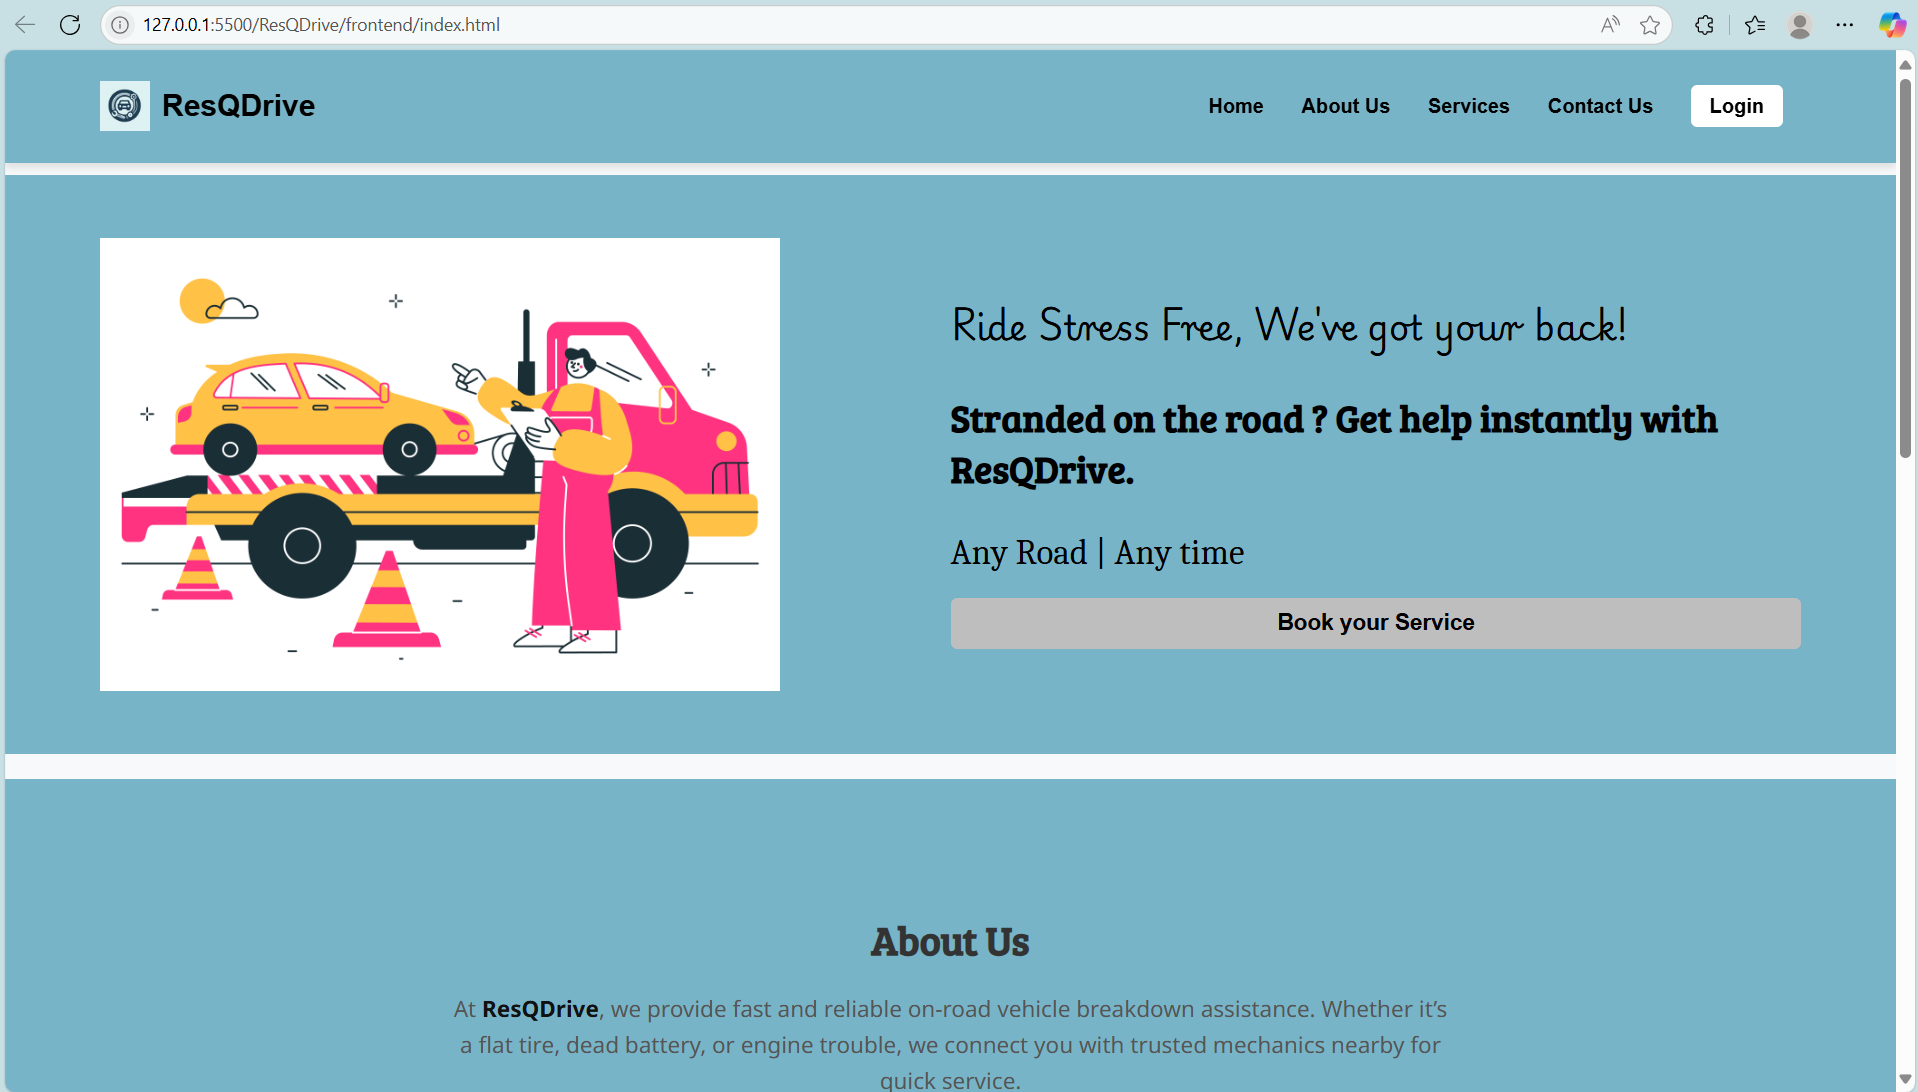 127.0.0.1:5500/ResQDrive/frontend/index.html
ResQDrive
Home About Us Services Contact Us Login
Ride Stress Free, We've got your back!
Stranded on the road ? Get help instantly with
ResQDrive.
Any Road | Any time
Book your Service
About Us
At ResQDrive, we provide fast and reliable on-road vehicle breakdown assistance. Whether it’s
a flat tire, dead battery, or engine trouble, we connect you with trusted mechanics nearby for
quick service.